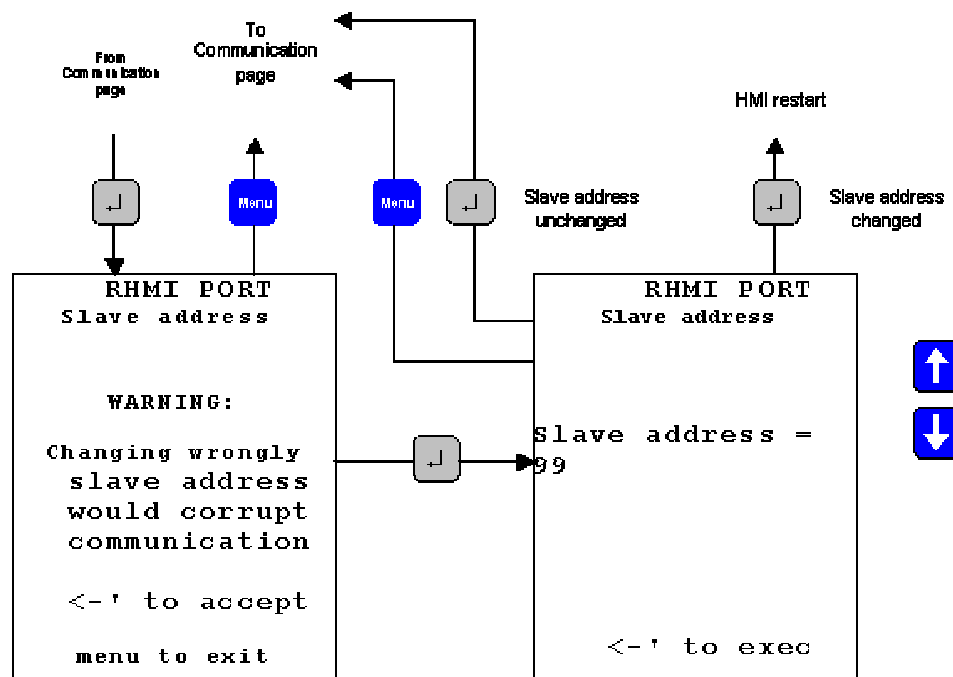 From
Communication
page
To
Communication
page
HMI restart
Menu
Menu
Slave address
unchanged
Slave address
changed
RHMI PORT
Slave address
WARNING:
Changing wrongly
slave address
would corrupt
communication
<-' to accept
menu to exit
RHMI PORT
Slave address
Slave address =
99
<-' to exec